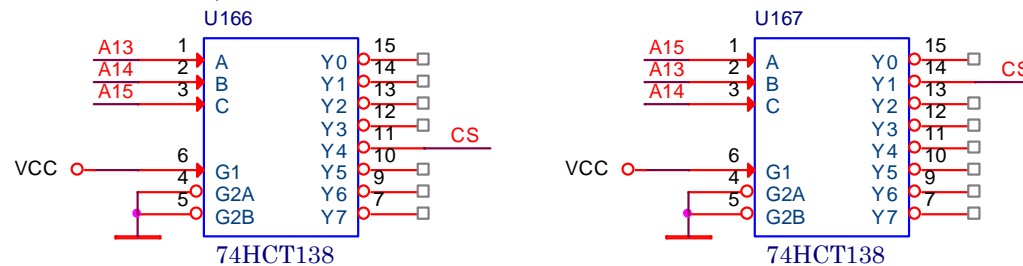 U166
A13 1 A Y0 15
A14 2 B Y1 14
A15 3 C Y2 13
Y3 12
Y4 11 CS
VCC 6 G1 Y5 10
4 G2A Y6 9
5 G2B Y7 7
74HCT138
U167
A15 1 A Y0 15
A13 2 B Y1 14 CS
A14 3 C Y2 13
Y3 12
Y4 11
VCC 6 G1 Y5 10
4 G2A Y6 9
5 G2B Y7 7
74HCT138